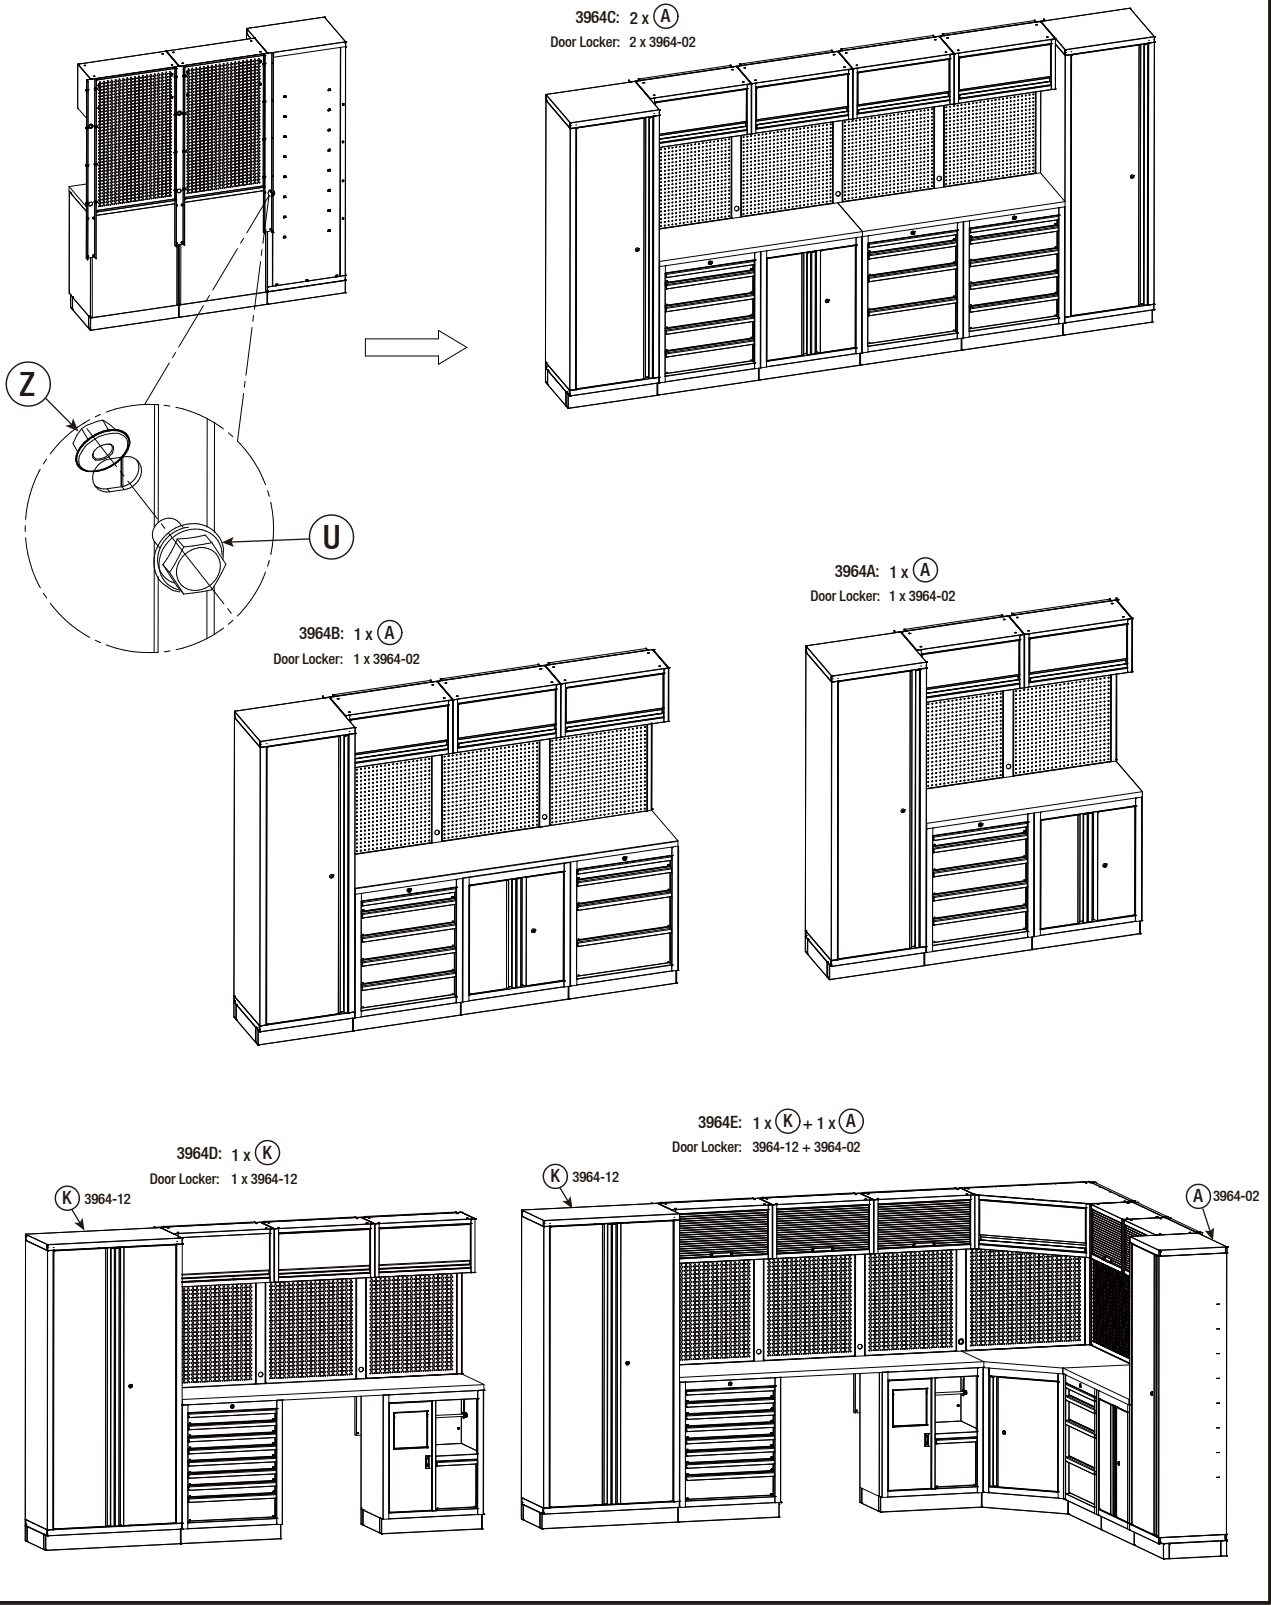 3964C: 2 x A
Door Locker: 2 x 3964-02
Z
U
3964A: 1 x A
Door Locker: 1 x 3964-02
3964B: 1 x A
Door Locker: 1 x 3964-02
3964E: 1 x K + 1 x A
Door Locker: 3964-12 + 3964-02
3964D: 1 x K
Door Locker: 1 x 3964-12
K 3964-12
K 3964-12
A 3964-02